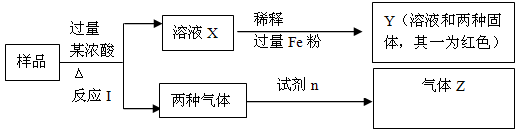 样品
过量
某浓酸
Δ
反应 I
溶液 X
稀释
过量 Fe 粉
Y（溶液和两种固
体，其一为红色）
两种气体
试剂 n
气体 Z